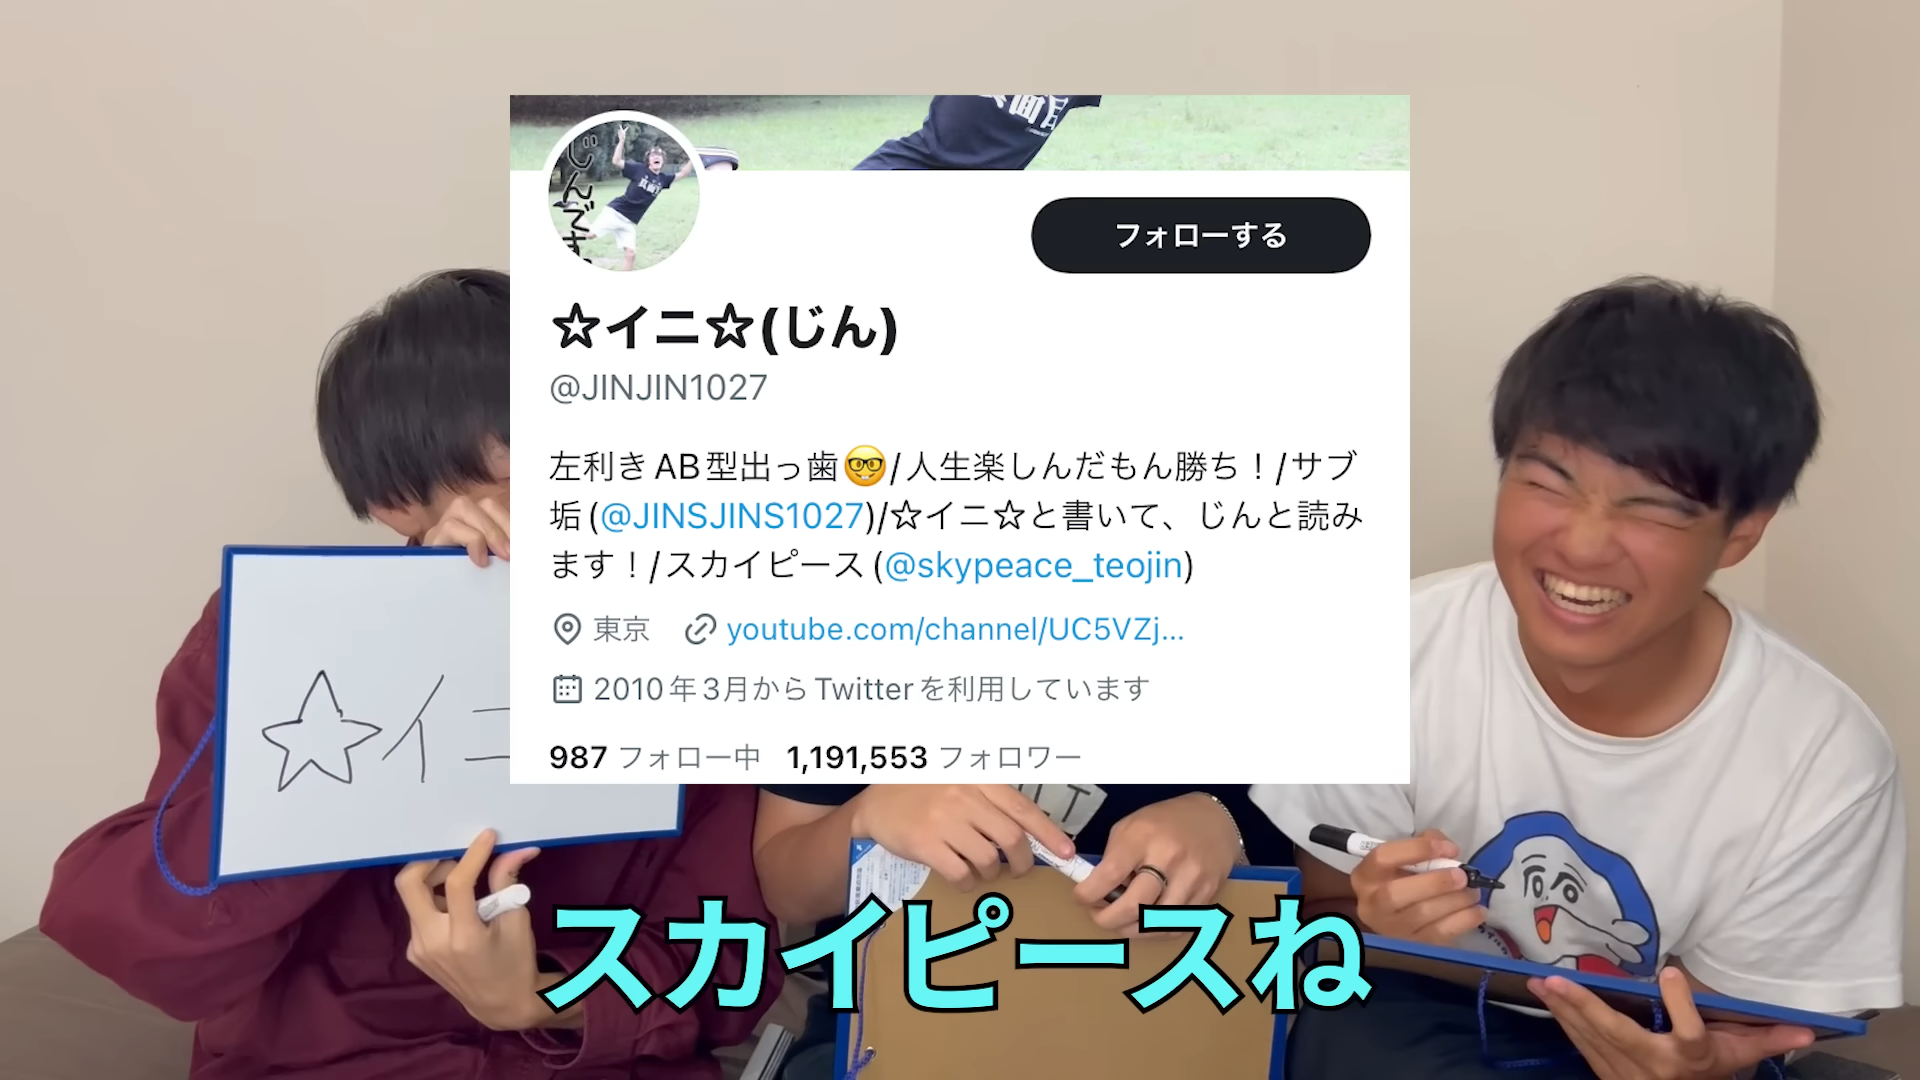 じんです
☆イニ☆(じん)
フォローする
@JINJIN1027
左利きAB型出っ歯🤓/人生楽しんだもん勝ち！/サブ
垢(@JINSJINS1027)/☆イニ☆と書いて、じんと読み
ます！/スカイピース(@skypeace_teojin)
東京 youtube.com/channel/UC5VZj...
2010年3月からTwitterを利用しています
987 フォロー中 1,191,553 フォロワー
☆イニ
スカイピースね